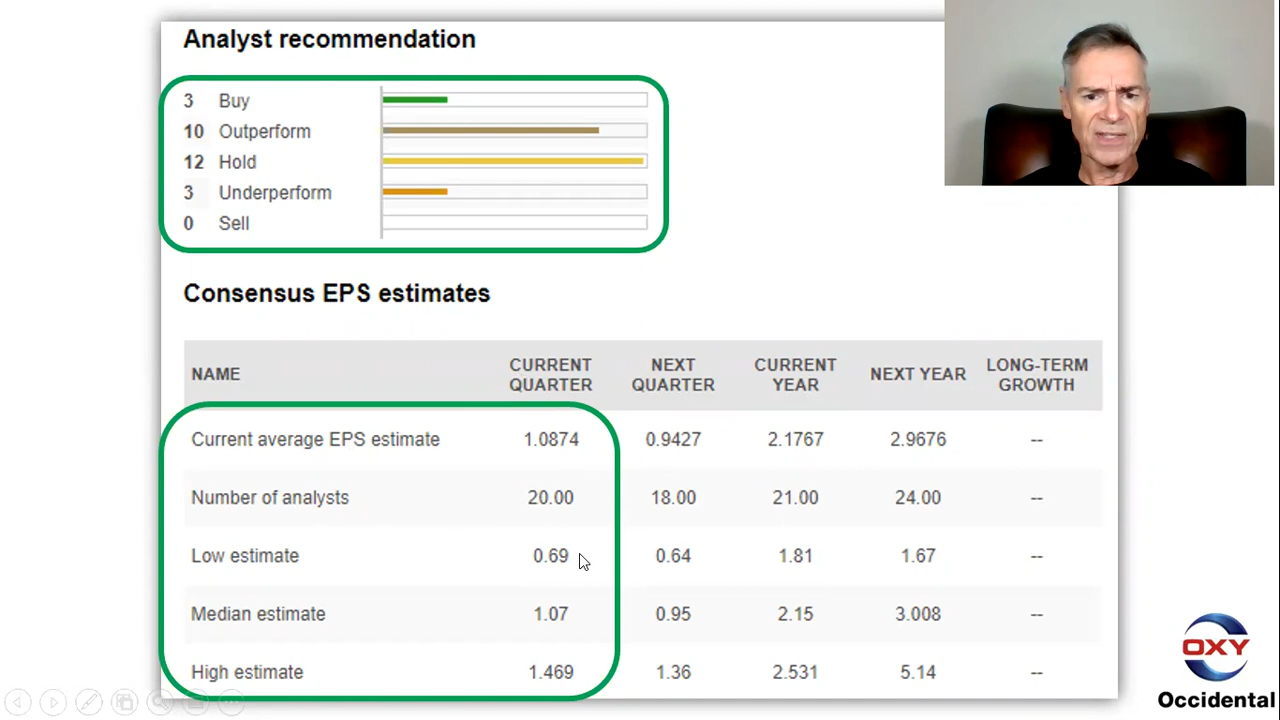 Analyst recommendation
3 Buy
10 Outperform
12 Hold
3 Underperform
0 Sell
Consensus EPS estimates
NAME CURRENT QUARTER NEXT QUARTER CURRENT YEAR NEXT YEAR LONG-TERM GROWTH
Current average EPS estimate 1.0874 0.9427 2.1767 2.9676 --
Number of analysts 20.00 18.00 21.00 24.00 --
Low estimate 0.69 0.64 1.81 1.67 --
Median estimate 1.07 0.95 2.15 3.008 --
High estimate 1.469 1.36 2.531 5.14 --
OXY
Occidental